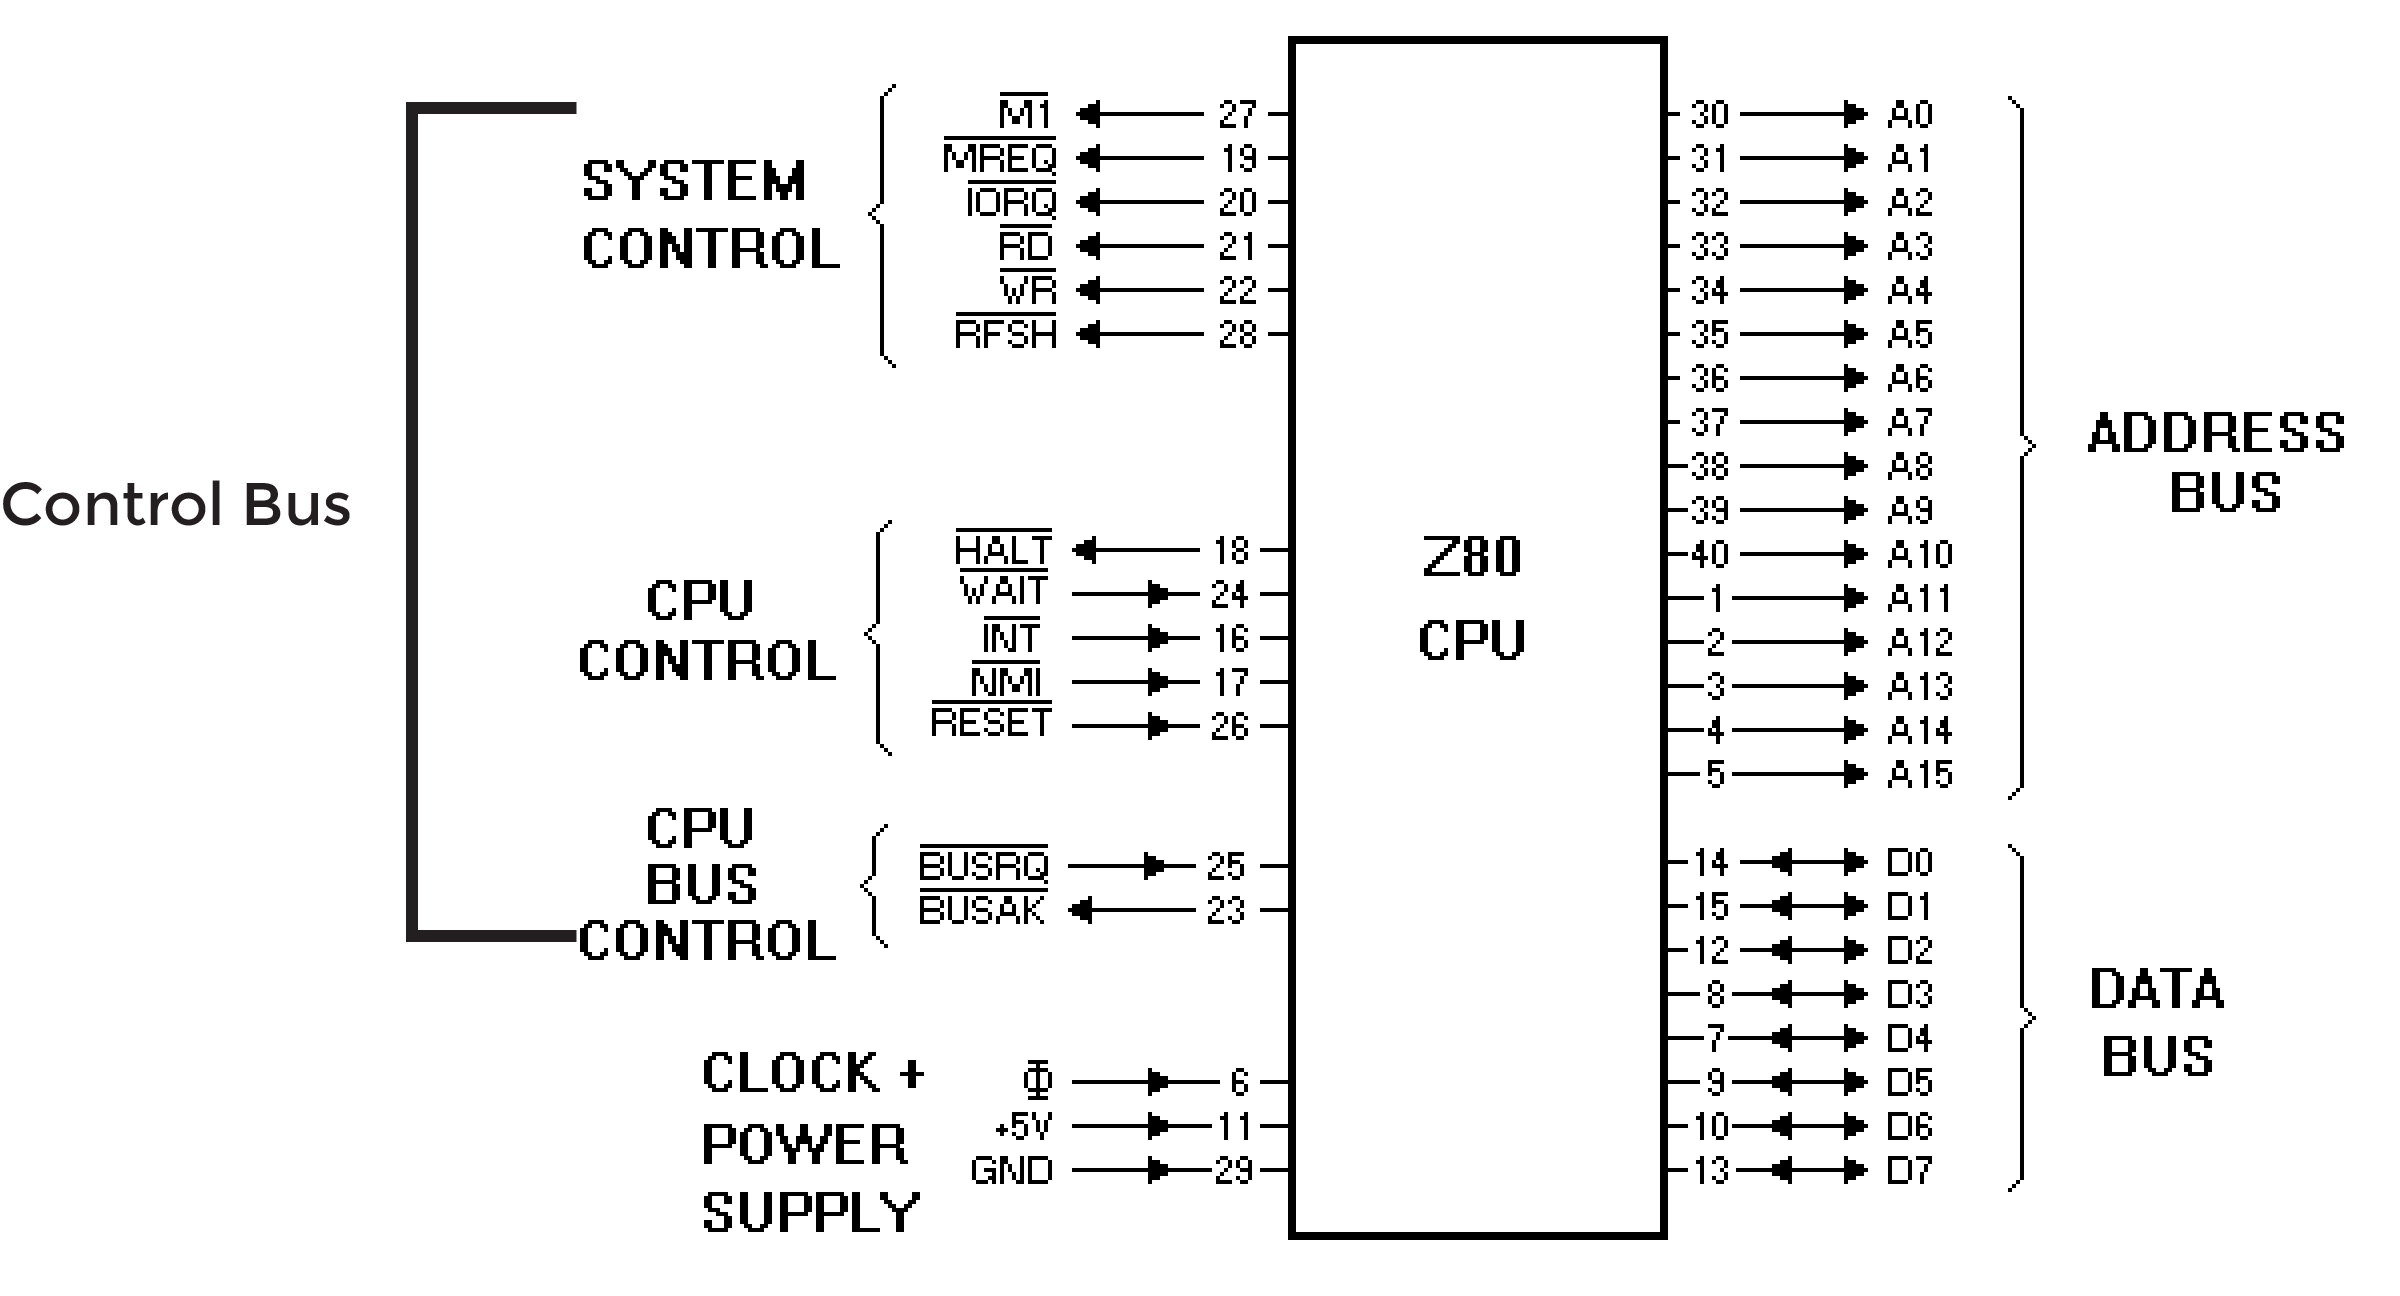 Control Bus
SYSTEM
CONTROL
M1 27
MREQ 19
IORQ 20
RD 21
WR 22
RFSH 28
CPU
CONTROL
HALT 18
WAIT 24
INT 16
NMI 17
RESET 26
CPU
BUS
CONTROL
BUSRQ 25
BUSAK 23
CLOCK +
POWER
SUPPLY
Φ 6
+5V 11
GND 29
Z80
CPU
30 A0
31 A1
32 A2
33 A3
34 A4
35 A5
36 A6
37 A7
38 A8
39 A9
40 A10
1 A11
2 A12
3 A13
4 A14
5 A15
ADDRESS
BUS
14 D0
15 D1
12 D2
8 D3
7 D4
9 D5
10 D6
13 D7
DATA
BUS